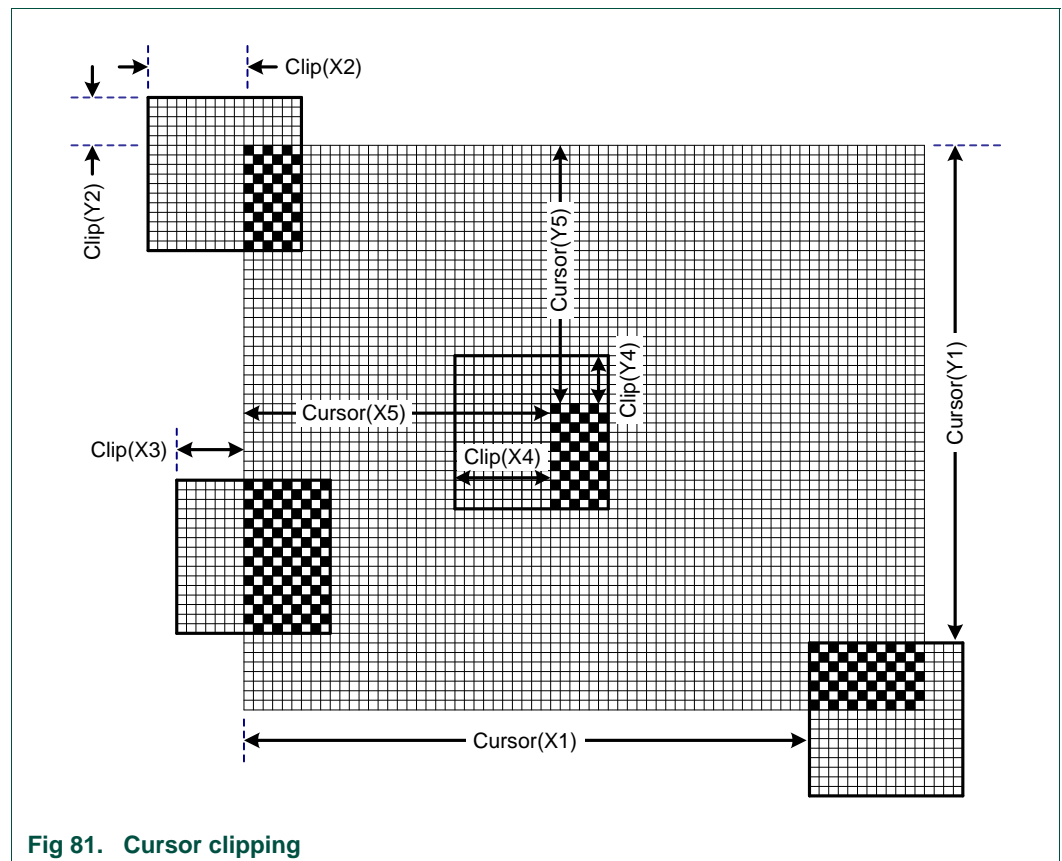 Clip(X2)
Clip(Y2)
Cursor(Y5)
Clip(Y4)
Cursor(Y1)
Cursor(X5)
Clip(X3)
Clip(X4)
Cursor(X1)
Fig 81. Cursor clipping